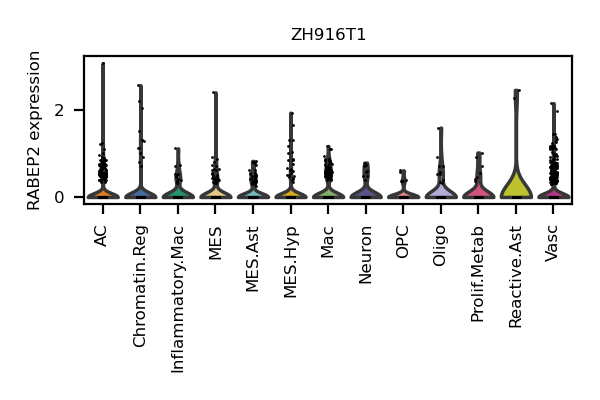 ZH916T1
RABEP2 expression
2
0
AC
Chromatin.Reg
Inflammatory.Mac
MES
MES.Ast
MES.Hyp
Mac
Neuron
OPC
Oligo
Prolif.Metab
Reactive.Ast
Vasc